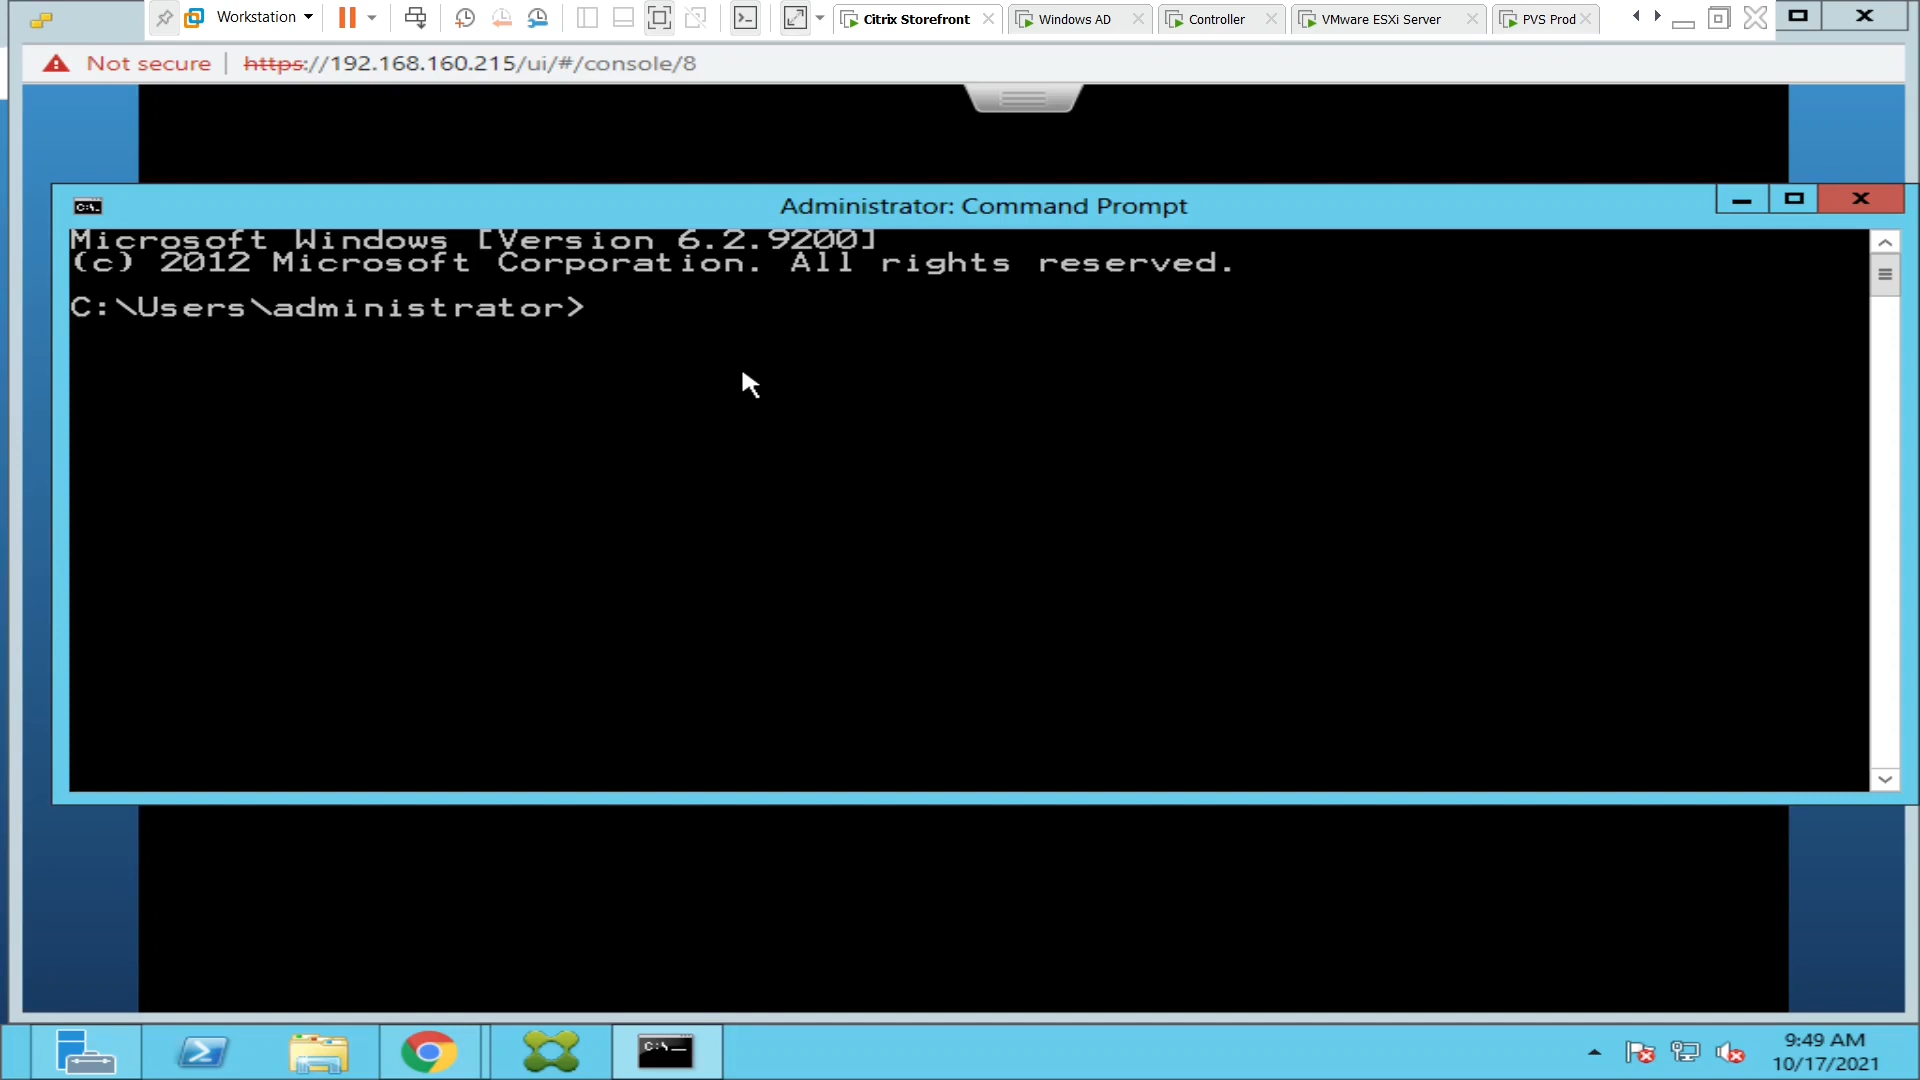 Workstation
Citrix Storefront
Windows AD
Controller
VMware ESXi Server
PVS Prod
Not secure | https://192.168.160.215/ui/#/console/8
Administrator: Command Prompt
Microsoft Windows [Version 6.2.9200]
(c) 2012 Microsoft Corporation. All rights reserved.
C:\Users\administrator>
9:49 AM
10/17/2021